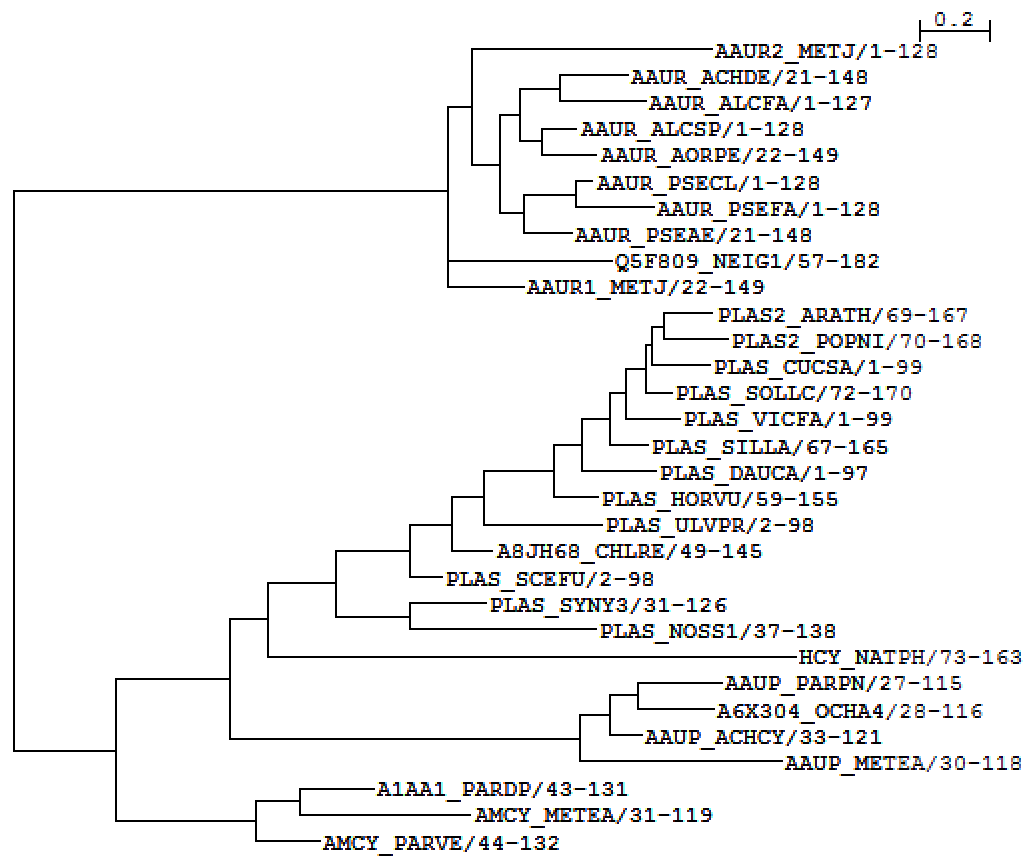 0.2
AAUR2_METJ/1-128
AAUR_ACHDE/21-148
AAUR_ALCFA/1-127
AAUR_ALCSP/1-128
AAUR_AORPE/22-149
AAUR_PSECL/1-128
AAUR_PSEFA/1-128
AAUR_PSEAE/21-148
Q5F809_NEIG1/57-182
AAUR1_METJ/22-149
PLAS2_ARATH/69-167
PLAS2_POPNI/70-168
PLAS_CUCSA/1-99
PLAS_SOLLC/72-170
PLAS_VICFA/1-99
PLAS_SILLA/67-165
PLAS_DAUCA/1-97
PLAS_HORVU/59-155
PLAS_ULVPR/2-98
A8JH68_CHLRE/49-145
PLAS_SCEFU/2-98
PLAS_SYNY3/31-126
PLAS_NOSS1/37-138
HCY_NATPH/73-163
AAUP_PARPN/27-115
A6X304_OCHA4/28-116
AAUP_ACHCY/33-121
AAUP_METEA/30-118
A1AA1_PARDP/43-131
AMCY_METEA/31-119
AMCY_PARVE/44-132